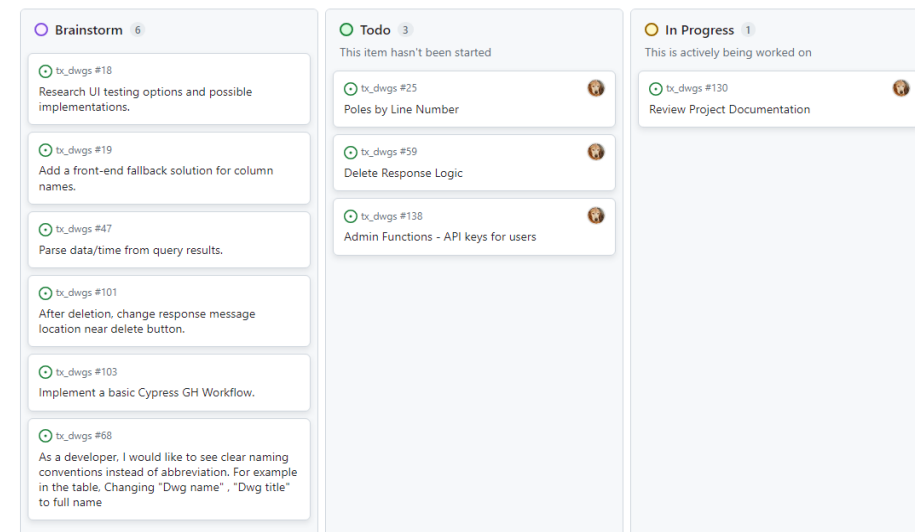 Brainstorm 6
tx_dwgs #18
Research UI testing options and possible
implementations.
tx_dwgs #19
Add a front-end fallback solution for column
names.
tx_dwgs #47
Parse data/time from query results.
tx_dwgs #101
After deletion, change response message
location near delete button.
tx_dwgs #103
Implement a basic Cypress GH Workflow.
tx_dwgs #68
As a developer, I would like to see clear naming
conventions instead of abbreviation. For example
in the table, Changing "Dwg name" , "Dwg title"
to full name
Todo 3
This item hasn't been started
tx_dwgs #25
Poles by Line Number
tx_dwgs #59
Delete Response Logic
tx_dwgs #138
Admin Functions - API keys for users
In Progress 1
This is actively being worked on
tx_dwgs #130
Review Project Documentation